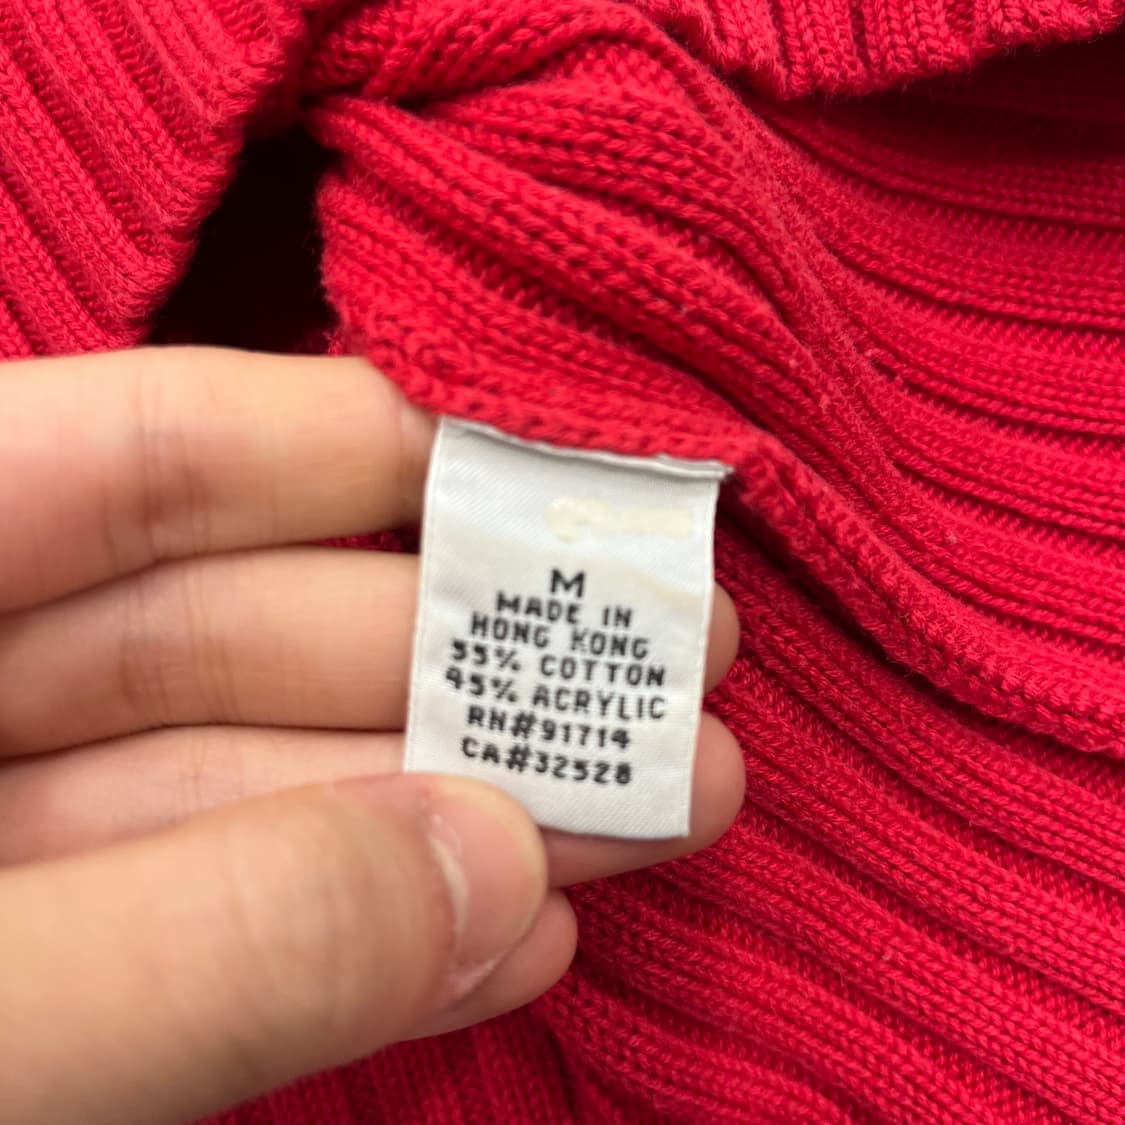 M
MADE IN
HONG KONG
55% COTTON
45% ACRYLIC
RN#91714
CA#32528